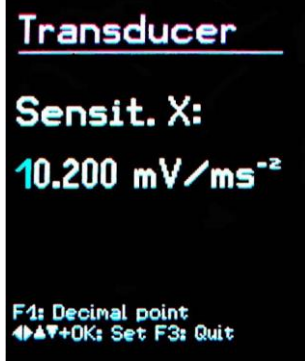 Transducer
Sensit. X:
10.200 mV/ms⁻²
F1: Decimal point
◀▶▲▼+OK: Set F3: Quit